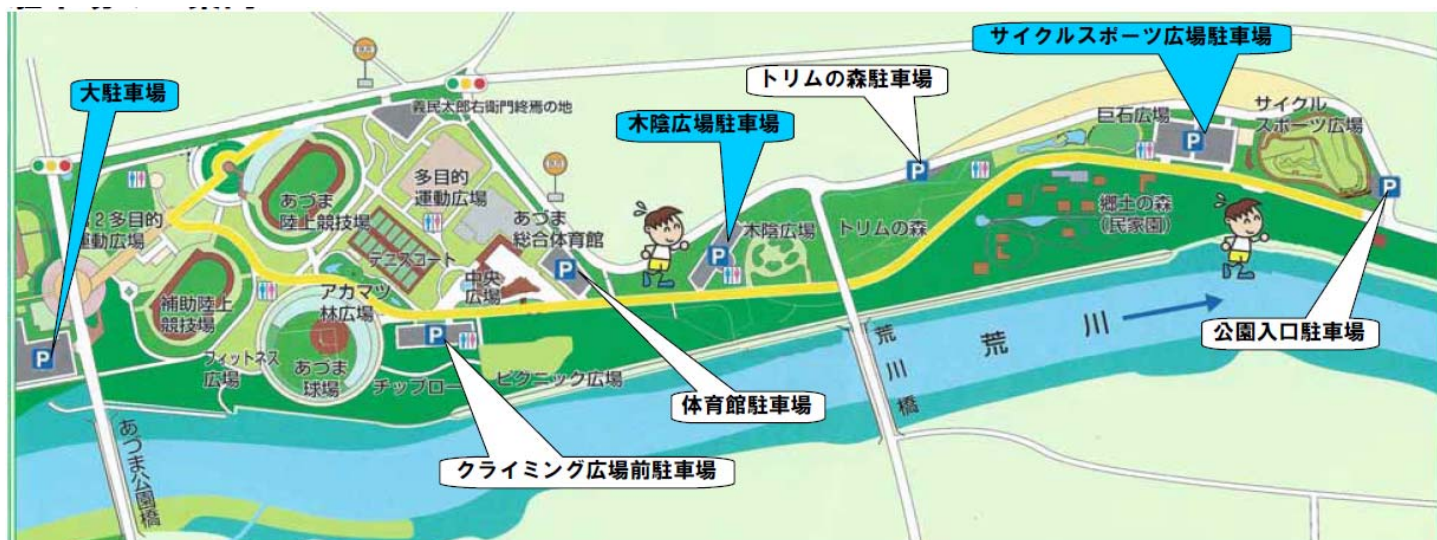 サイクルスポーツ広場駐車場
トリムの森駐車場
大駐車場
木陰広場駐車場
義民太郎右衛門終焉の地
巨石広場
サイクル
スポーツ広場
P
P
P
多目的
運動広場
あづま
陸上競技場
２多目的
運動広場
あづま
総合体育館
木陰広場
トリムの森
郷土の森
(民家園)
テニスコート
中央
広場
P
P
アカマツ
林広場
補助陸上
競技場
P
P
公園入口駐車場
フィットネス
広場
あづま
球場
チップロー
ピクニック広場
体育館駐車場
荒川
荒川橋
クライミング広場前駐車場
あづま公園橋